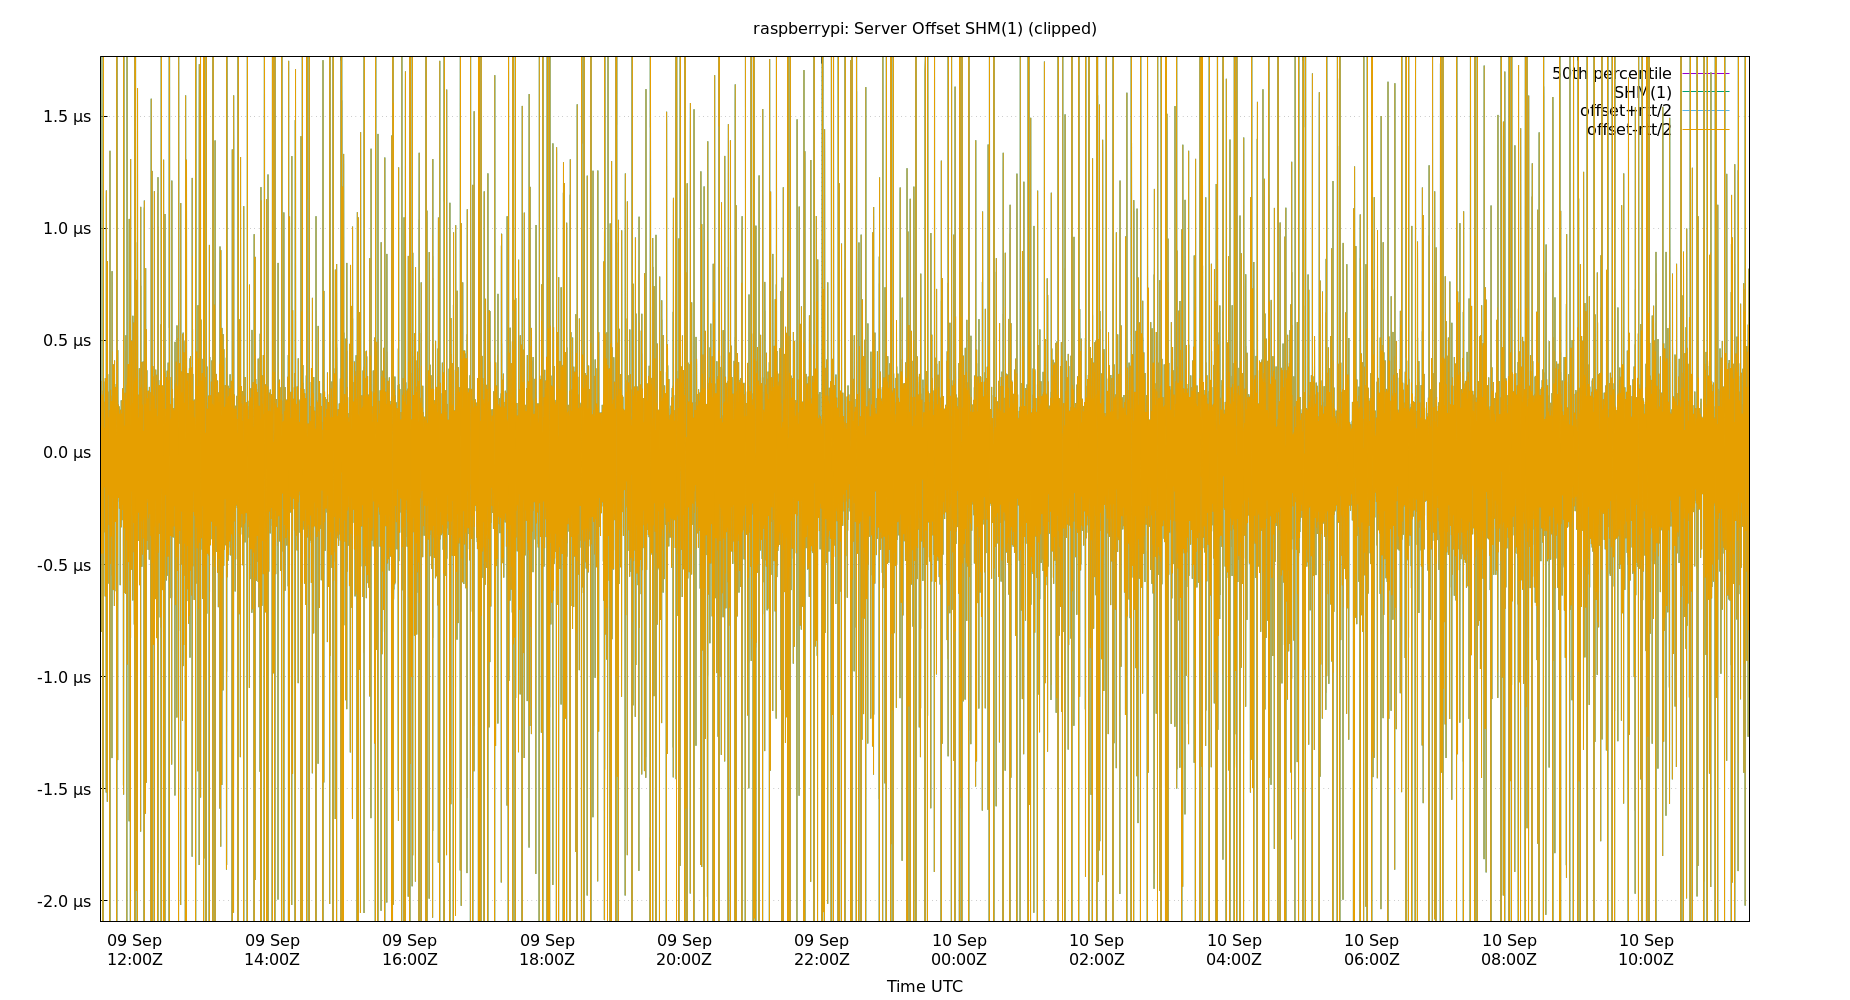 raspberrypi: Server Offset SHM(1) (clipped)
50th percentile
SHM(1)
offset+rtt/2
offset-rtt/2
1.5 µs
1.0 µs
0.5 µs
0.0 µs
-0.5 µs
-1.0 µs
-1.5 µs
-2.0 µs
09 Sep 09 Sep 09 Sep 09 Sep 09 Sep 09 Sep 10 Sep 10 Sep 10 Sep 10 Sep 10 Sep 10 Sep
12:00Z 14:00Z 16:00Z 18:00Z 20:00Z 22:00Z 00:00Z 02:00Z 04:00Z 06:00Z 08:00Z 10:00Z
Time UTC